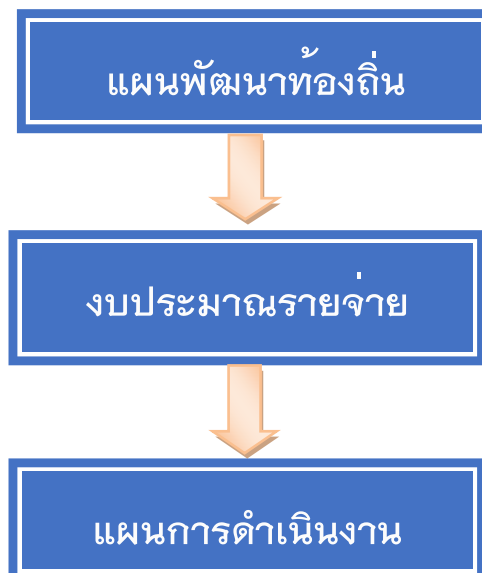 แผนพัฒนาท้องถิ่น
งบประมาณรายจ่าย
แผนการดำเนินงาน